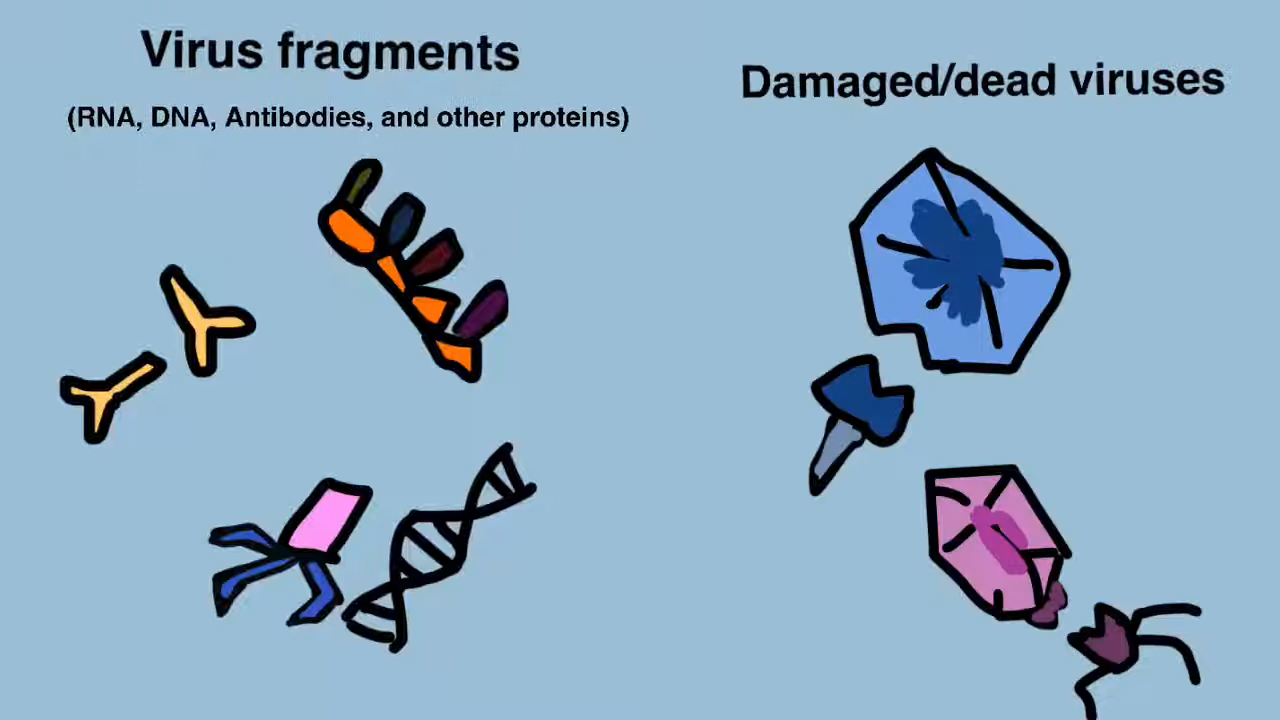 Virus fragments
(RNA, DNA, Antibodies, and other proteins)
Damaged/dead viruses